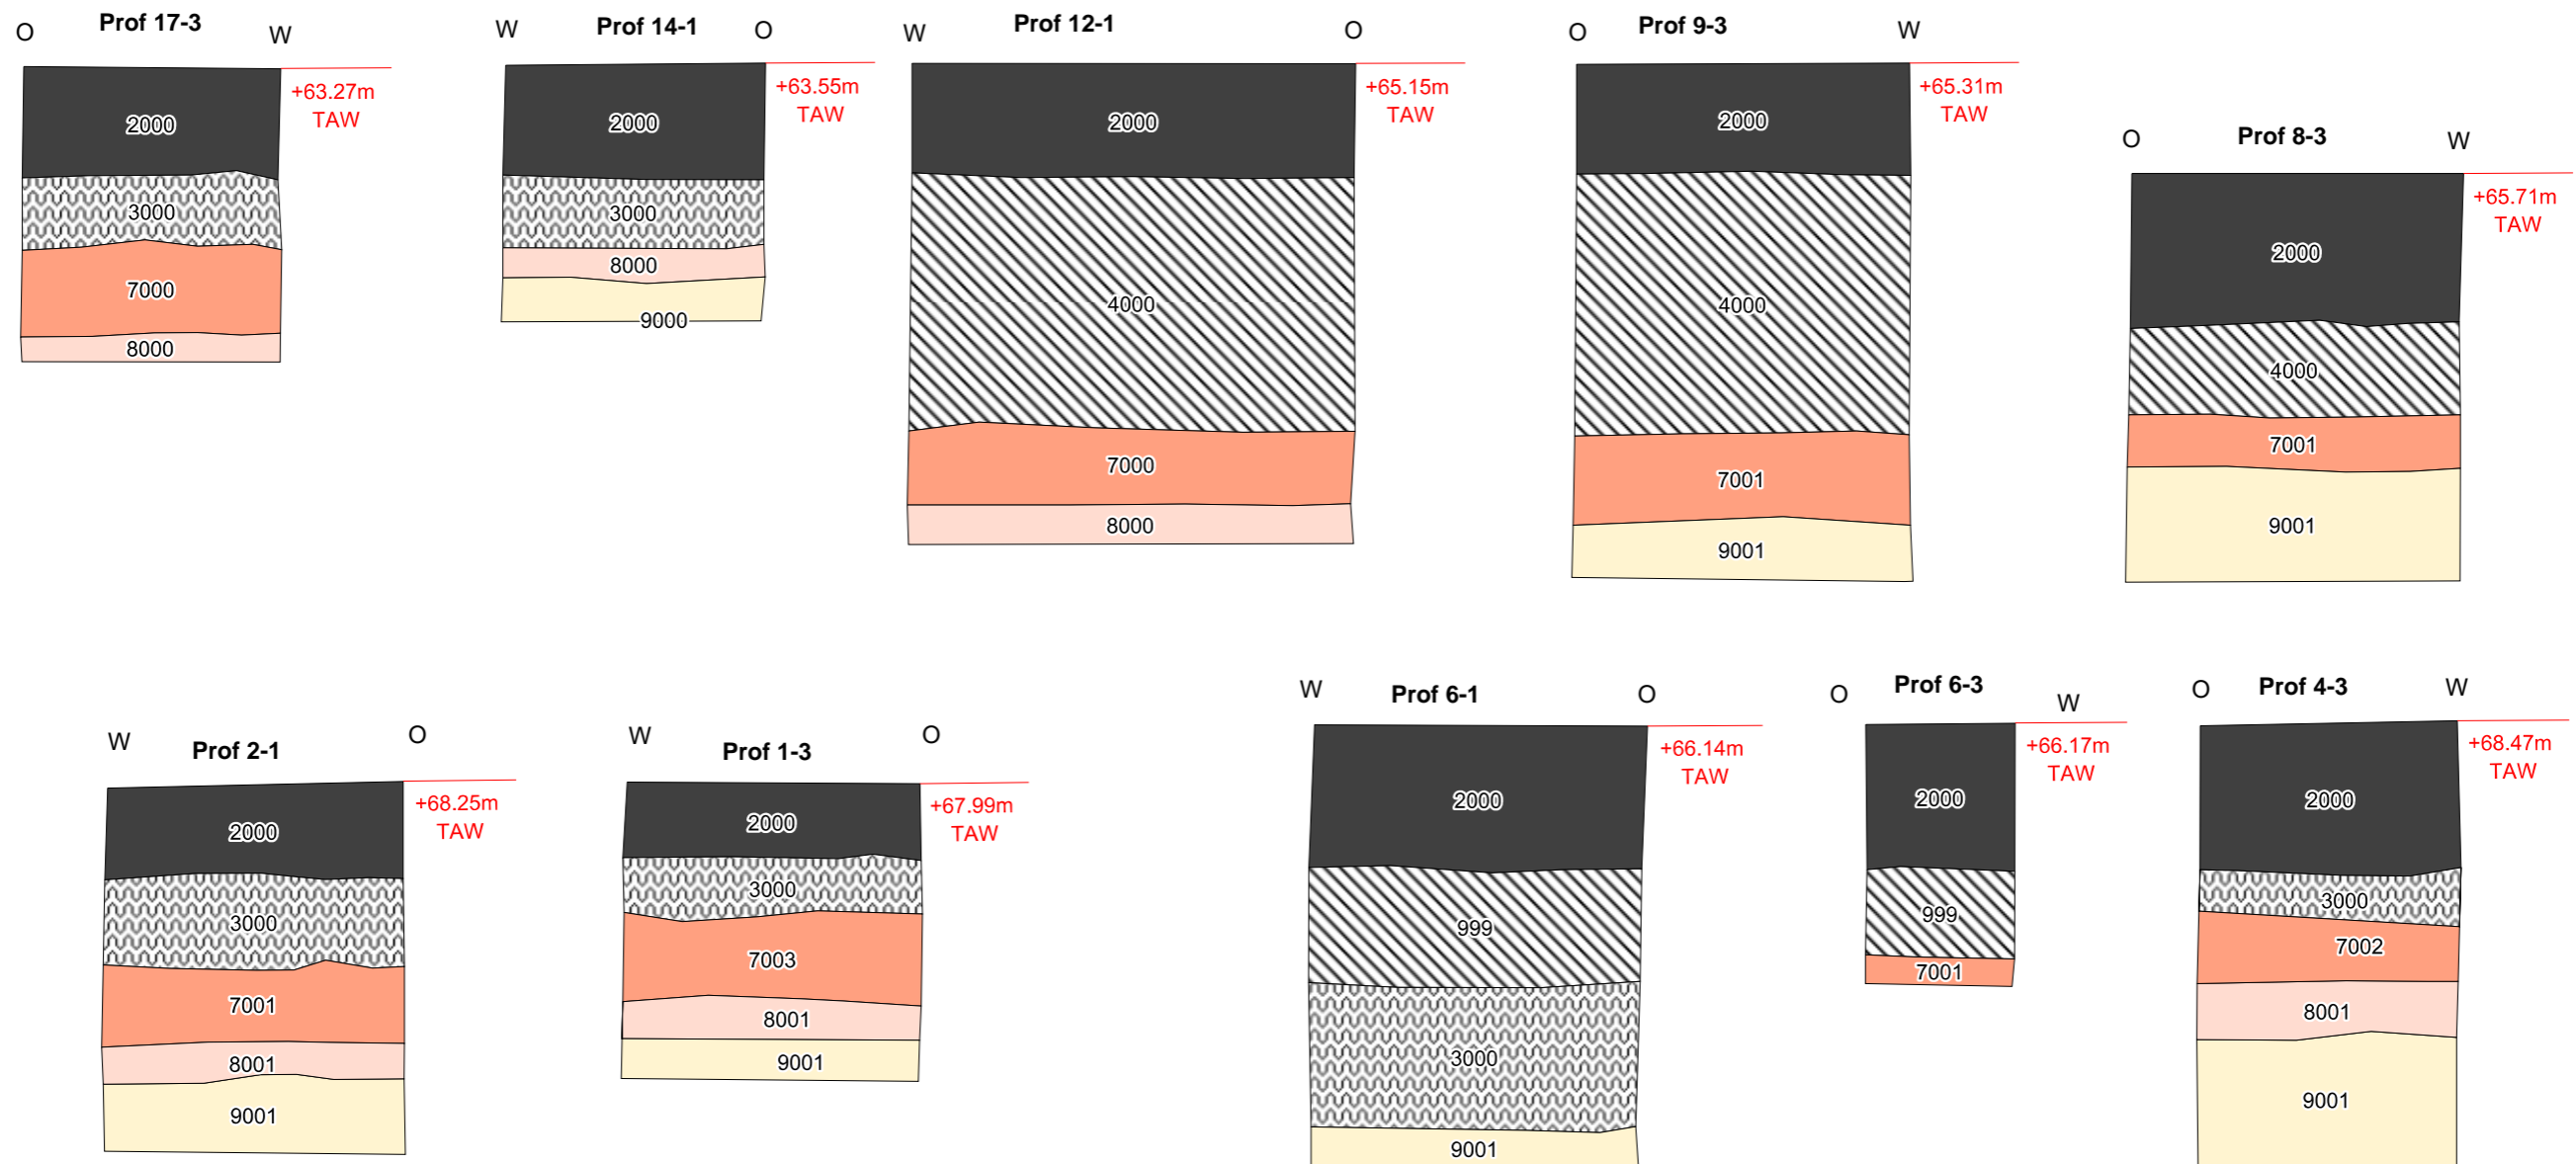 Prof 17-3
O
W
+63.27m
TAW
2000
3000
7000
8000
Prof 14-1
W
O
+63.55m
TAW
2000
3000
8000
9000
Prof 12-1
W
O
+65.15m
TAW
2000
4000
7000
8000
Prof 9-3
O
W
+65.31m
TAW
2000
4000
7001
9001
Prof 8-3
O
W
+65.71m
TAW
2000
4000
7001
9001
Prof 2-1
W
O
+68.25m
TAW
2000
3000
7001
8001
9001
Prof 1-3
W
O
+67.99m
TAW
2000
3000
7003
8001
9001
Prof 6-1
W
O
+66.14m
TAW
2000
999
3000
9001
Prof 6-3
O
W
+66.17m
TAW
2000
999
7001
Prof 4-3
O
W
+68.47m
TAW
2000
3000
7002
8001
9001